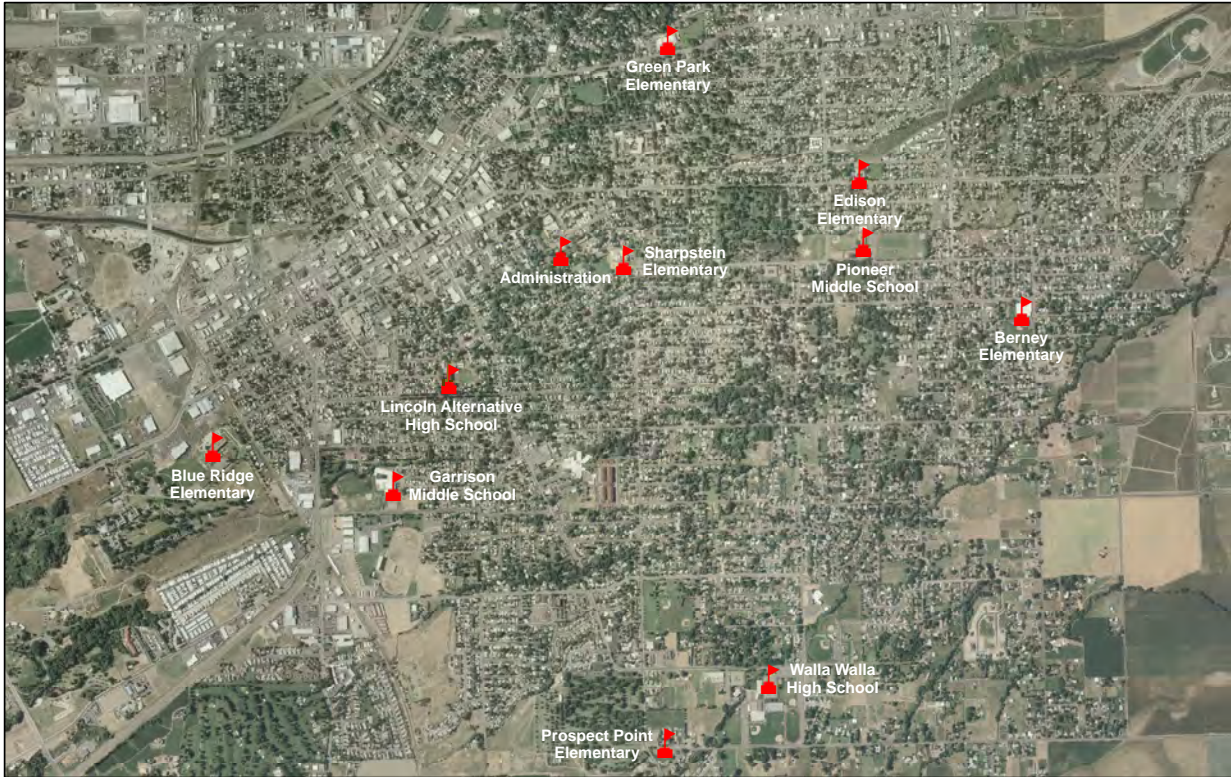 Green Park
Elementary
Edison
Elementary
Sharpstein
Elementary
Administration
Pioneer
Middle School
Berney
Elementary
Lincoln Alternative
High School
Blue Ridge
Elementary
Garrison
Middle School
Walla Walla
High School
Prospect Point
Elementary